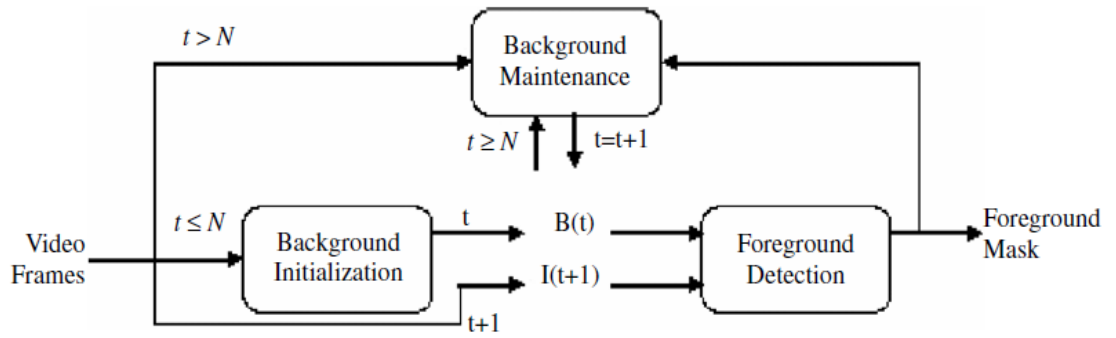 t > N
Background
Maintenance
t ≥ N
t=t+1
t ≤ N
Video
Frames
Background
Initialization
t
B(t)
I(t+1)
t+1
Foreground
Detection
Foreground
Mask